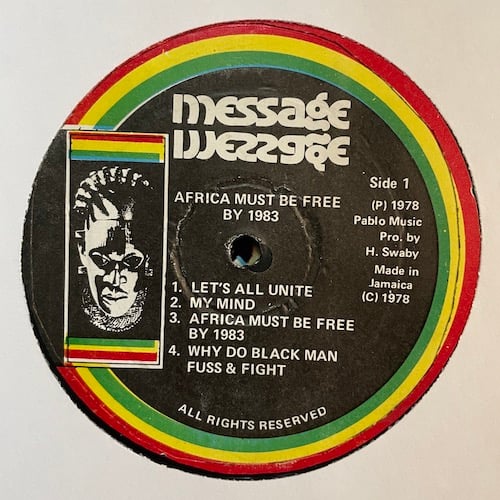 message
message
AFRICA MUST BE FREE
BY 1983
Side 1
(P) 1978
Pablo Music
Pro. by
H. Swaby
Made in
Jamaica
(C) 1978
1. LET'S ALL UNITE
2. MY MIND
3. AFRICA MUST BE FREE
BY 1983
4. WHY DO BLACK MAN
FUSS & FIGHT
ALL RIGHTS RESERVED